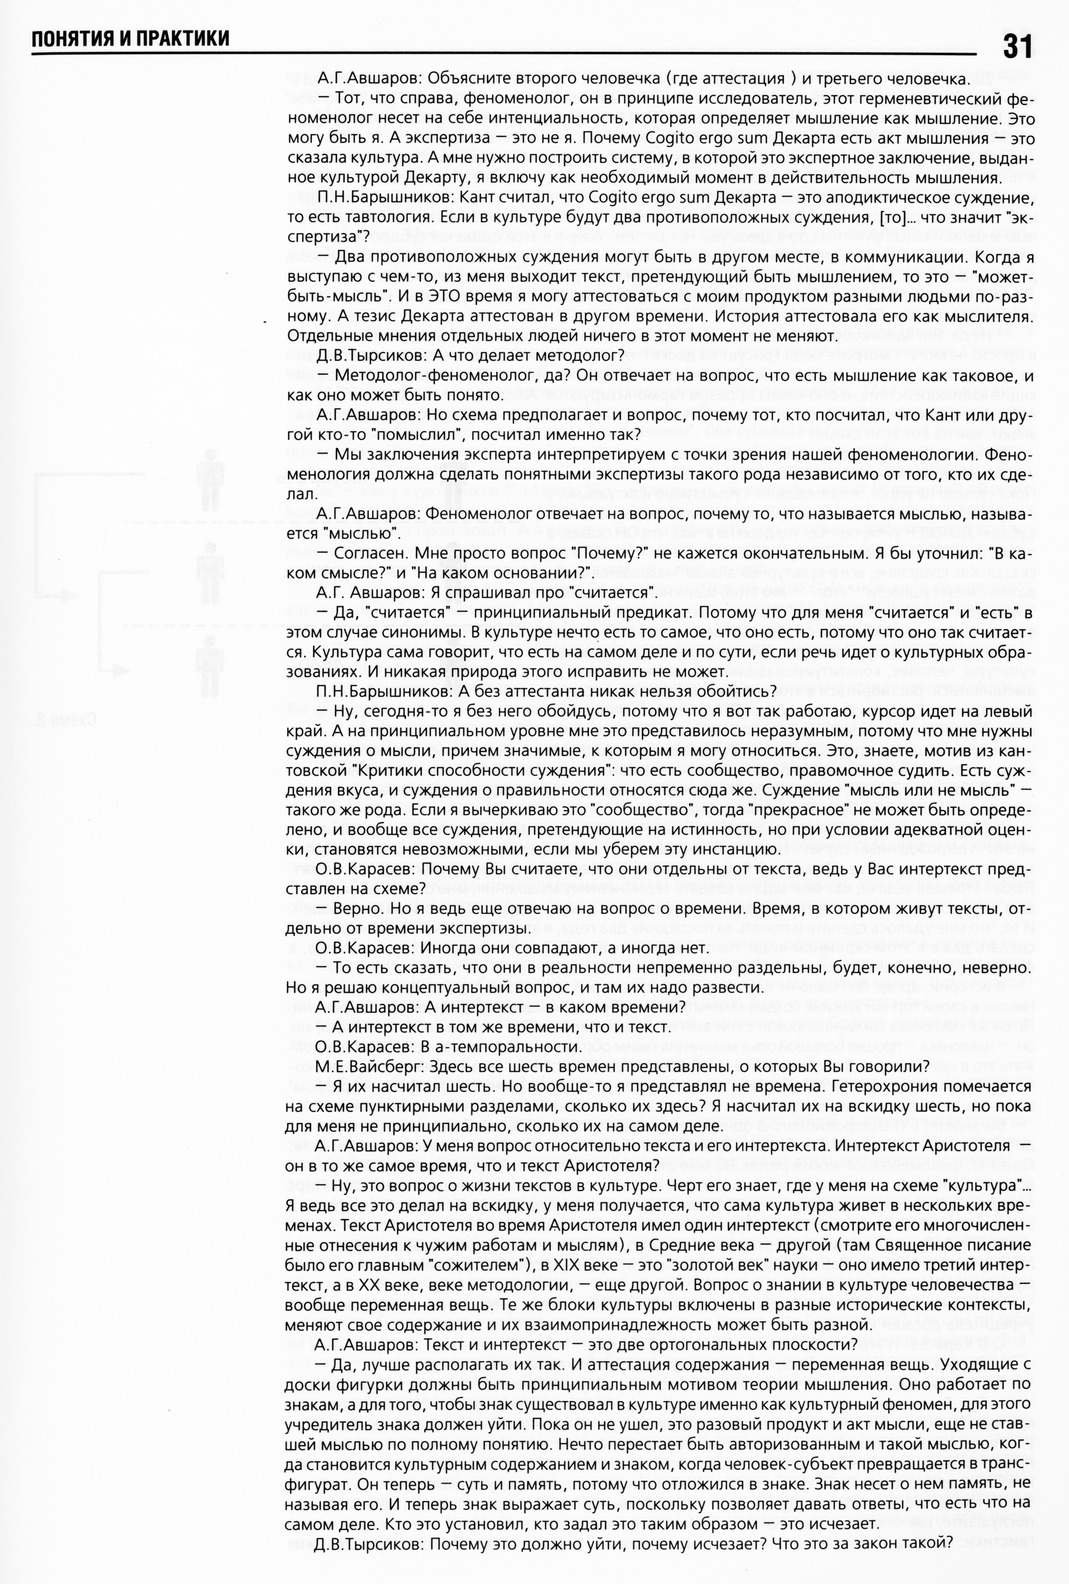 ПОНЯТИЯ И ПРАКТИКИ
31
А.Г.Авшаров: Объясните второго человечка (где аттестация ) и третьего человечка.
— Тот, что справа, феноменолог, он в принципе исследователь, этот герменевтический фе-
номенолог несет на себе интенциальность, которая определяет мышление как мышление. Это
могу быть я. А экспертиза — это не я. Почему Cogito ergo sum Декарта есть акт мышления — это
сказала культура. А мне нужно построить систему, в которой это экспертное заключение, выдан-
ное культурой Декарту, я включу как необходимый момент в действительность мышления.
П.Н.Барышников: Кант считал, что Cogito ergo sum Декарта — это аподиктическое суждение,
то есть тавтология. Если в культуре будут два противоположных суждения, [то]... что значит "эк-
спертиза"?
— Два противоположных суждения могут быть в другом месте, в коммуникации. Когда я
выступаю с чем-то, из меня выходит текст, претендующий быть мышлением, то это — "может-
быть-мысль". И в ЭТО время я могу аттестоваться с моим продуктом разными людьми по-раз-
ному. А тезис Декарта аттестован в другом времени. История аттестовала его как мыслителя.
Отдельные мнения отдельных людей ничего в этот момент не меняют.
Д.В.Тырсиков: А что делает методолог?
— Методолог-феноменолог, да? Он отвечает на вопрос, что есть мышление как таковое, и
как оно может быть понято.
А.Г.Авшаров: Но схема предполагает и вопрос, почему тот, кто посчитал, что Кант или дру-
гой кто-то "помыслил", посчитал именно так?
— Мы заключения эксперта интерпретируем с точки зрения нашей феноменологии. Фено-
менология должна сделать понятными экспертизы такого рода независимо от того, кто их сде-
лал.
А.Г.Авшаров: Феноменолог отвечает на вопрос, почему то, что называется мыслью, называ-
ется "мыслью".
— Согласен. Мне просто вопрос "Почему?" не кажется окончательным. Я бы уточнил: "В ка-
ком смысле?" и "На каком основании?".
А.Г. Авшаров: Я спрашивал про "считается".
— Да, "считается" — принципиальный предикат. Потому что для меня "считается" и "есть" в
этом случае синонимы. В культуре нечто есть то самое, что оно есть, потому что оно так считает-
ся. Культура сама говорит, что есть на самом деле и по сути, если речь идет о культурных обра-
зованиях. И никакая природа этого исправить не может.
П.Н.Барышников: А без аттестанта никак нельзя обойтись?
— Ну, сегодня-то я без него обойдусь, потому что я вот так работаю, курсор идет на левый
край. А на принципиальном уровне мне это представилось неразумным, потому что мне нужны
суждения о мысли, причем значимые, к которым я могу относиться. Это, знаете, мотив из кан-
товской "Критики способности суждения": что есть сообщество, правомочное судить. Есть суж-
дения вкуса, и суждения о правильности относятся сюда же. Суждение "мысль или не мысль" —
такого же рода. Если я вычеркиваю это "сообщество", тогда "прекрасное" не может быть опреде-
лено, и вообще все суждения, претендующие на истинность, но при условии адекватной оцен-
ки, становятся невозможными, если мы уберем эту инстанцию.
О.В.Карасев: Почему Вы считаете, что они отдельны от текста, ведь у Вас интертекст пред-
ставлен на схеме?
— Верно. Но я ведь еще отвечаю на вопрос о времени. Время, в котором живут тексты, от-
дельно от времени экспертизы.
О.В.Карасев: Иногда они совпадают, а иногда нет.
— То есть сказать, что они в реальности непременно раздельны, будет, конечно, неверно.
Но я решаю концептуальный вопрос, и там их надо развести.
А.Г.Авшаров: А интертекст — в каком времени?
— А интертекст в том же времени, что и текст.
О.В.Карасев: В а-темпоральности.
М.Е.Вайсберг: Здесь все шесть времен представлены, о которых Вы говорили?
— Я их насчитал шесть. Но вообще-то я представлял не времена. Гетерохрония помечается
на схеме пунктирными разделами, сколько их здесь? Я насчитал их на вскидку шесть, но пока
для меня не принципиально, сколько их на самом деле.
А.Г.Авшаров: У меня вопрос относительно текста и его интертекста. Интертекст Аристотеля —
он в то же самое время, что и текст Аристотеля?
— Ну, это вопрос о жизни текстов в культуре. Черт его знает, где у меня на схеме "культура"...
Я ведь все это делал на вскидку, у меня получается, что сама культура живет в нескольких вре-
менах. Текст Аристотеля во время Аристотеля имел один интертекст (смотрите его многочислен-
ные отнесения к чужим работам и мыслям), в Средние века — другой (там Священное писание
было его главным "сожителем"), в XIX веке — это "золотой век" науки — оно имело третий интер-
текст, а в XX веке, веке методологии, — еще другой. Вопрос о знании в культуре человечества —
вообще переменная вещь. Те же блоки культуры включены в разные исторические контексты,
меняют свое содержание и их взаимопринадлежность может быть разной.
А.Г.Авшаров: Текст и интертекст — это две ортогональных плоскости?
— Да, лучше располагать их так. И аттестация содержания — переменная вещь. Уходящие с
доски фигурки должны быть принципиальным мотивом теории мышления. Оно работает по
знакам, а для того, чтобы знак существовал в культуре именно как культурный феномен, для этого
учредитель знака должен уйти. Пока он не ушел, это разовый продукт и акт мысли, еще не став-
шей мыслью по полному понятию. Нечто перестает быть авторизованным и такой мыслью, ког-
да становится культурным содержанием и знаком, когда человек-субъект превращается в транс-
фигурат. Он теперь — суть и память, потому что отложился в знаке. Знак несет о нем память, не
называя его. И теперь знак выражает суть, поскольку позволяет давать ответы, что есть что на
самом деле. Кто это установил, кто задал это таким образом — это исчезает.
Д.В.Тырсиков: Почему это должно уйти, почему исчезает? Что это за закон такой?